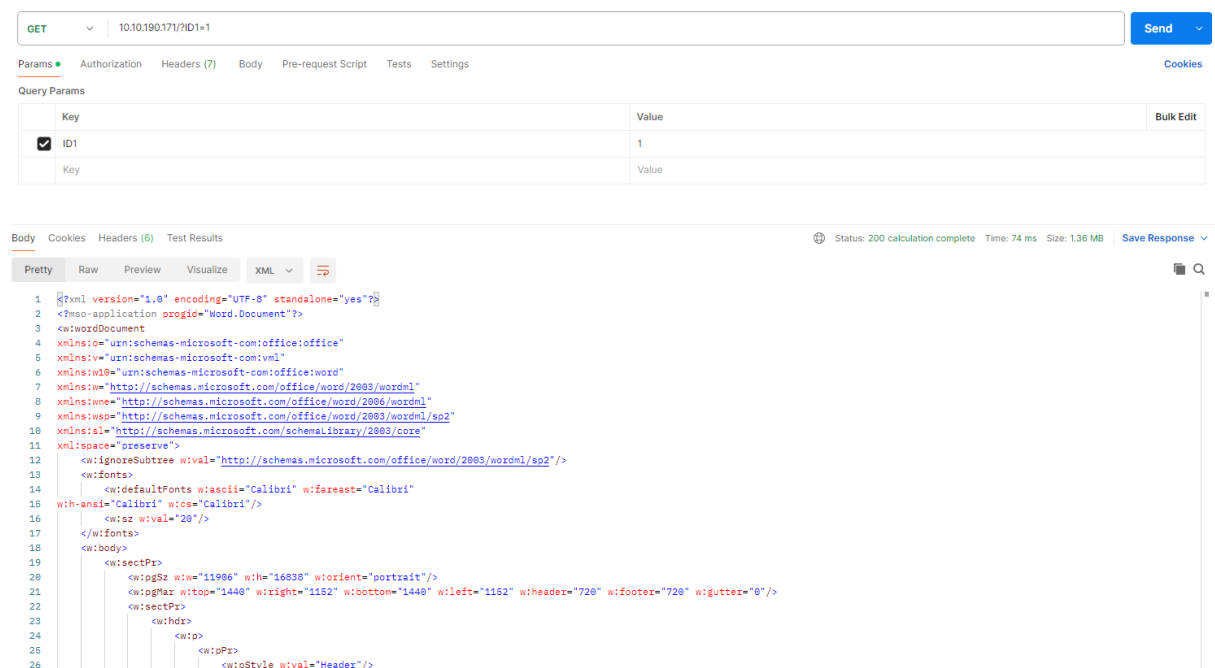 GET 10.10.190.171/?ID1=1 Send
Params Authorization Headers (7) Body Pre-request Script Tests Settings Cookies
Query Params
Key Value Bulk Edit
ID1 1
Key Value
Body Cookies Headers (6) Test Results Status: 200 calculation complete Time: 74 ms Size: 1.36 MB Save Response
Pretty Raw Preview Visualize XML
1 <?xml version="1.0" encoding="UTF-8" standalone="yes"?>
2 <?mso-application progid="Word.Document"?>
3 <w:wordDocument
4 xmlns:o="urn:schemas-microsoft-com:office:office"
5 xmlns:v="urn:schemas-microsoft-com:vml"
6 xmlns:w10="urn:schemas-microsoft-com:office:word"
7 xmlns:w="http://schemas.microsoft.com/office/word/2003/wordml"
8 xmlns:wne="http://schemas.microsoft.com/office/word/2006/wordml"
9 xmlns:wsp="http://schemas.microsoft.com/office/word/2003/wordml/sp2"
10 xmlns:sl="http://schemas.microsoft.com/schemaLibrary/2003/core"
11 xml:space="preserve">
12 <w:ignoreSubtree w:val="http://schemas.microsoft.com/office/word/2003/wordml/sp2"/>
13 <w:fonts>
14 <w:defaultFonts w:ascii="Calibri" w:fareast="Calibri"
15 w:h-ansi="Calibri" w:cs="Calibri"/>
16 <w:sz w:val="20"/>
17 </w:fonts>
18 <w:body>
19 <w:sectPr>
20 <w:pgSz w:w="11906" w:h="16838" w:orient="portrait"/>
21 <w:pgMar w:top="1440" w:right="1152" w:bottom="1440" w:left="1152" w:header="720" w:footer="720" w:gutter="0"/>
22 <w:sectPr>
23 <w:hdr>
24 <w:p>
25 <w:pPr>
26 <w:pStyle w:val="Header"/>